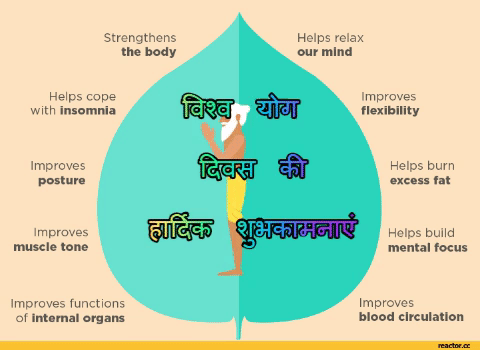 Strengthens
the body
Helps relax
our mind
Helps cope
with insomnia
Improves
flexibility
विश्व योग
Improves
posture
दिवस की
Helps burn
excess fat
Improves
muscle tone
हार्दिक शुभकामनाएं
Helps build
mental focus
Improves functions
of internal organs
Improves
blood circulation
reactor.cc